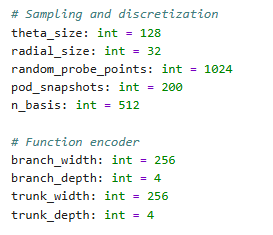 # Sampling and discretization
theta_size: int = 128
radial_size: int = 32
random_probe_points: int = 1024
pod_snapshots: int = 200
n_basis: int = 512
# Function encoder
branch_width: int = 256
branch_depth: int = 4
trunk_width: int = 256
trunk_depth: int = 4